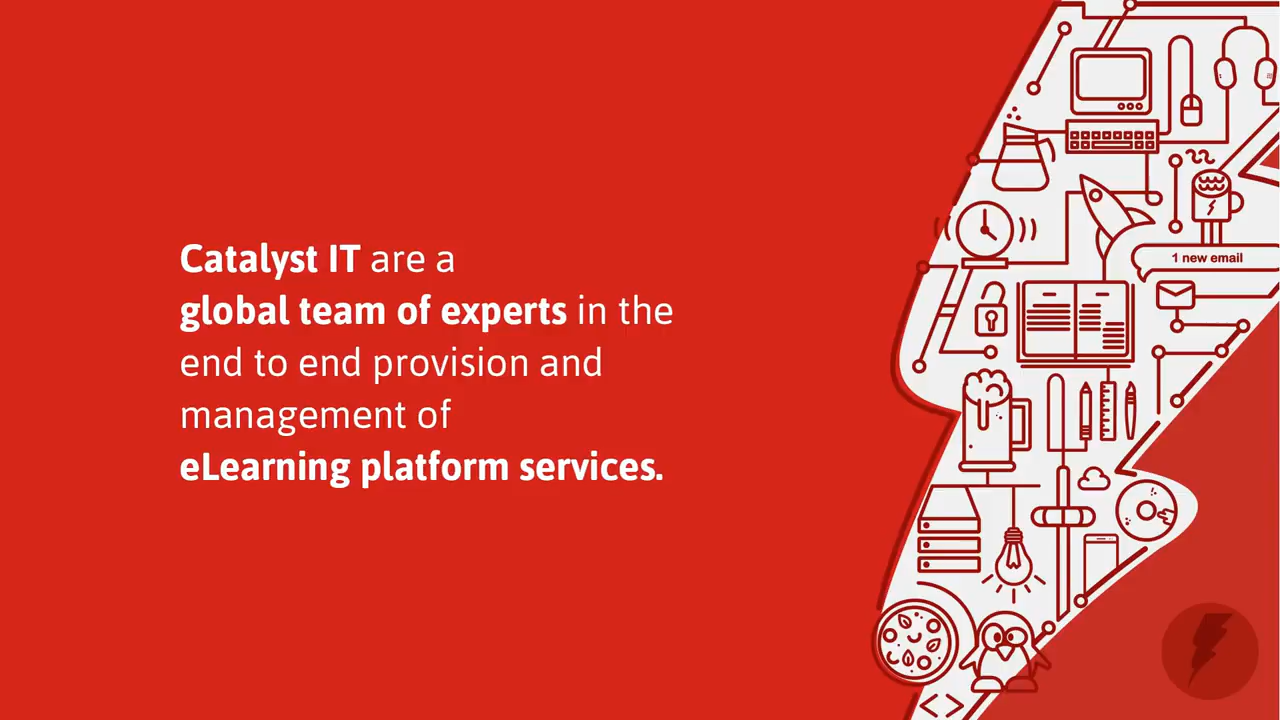 Catalyst IT are a
global team of experts in the
end to end provision and
management of
eLearning platform services.
1 new email